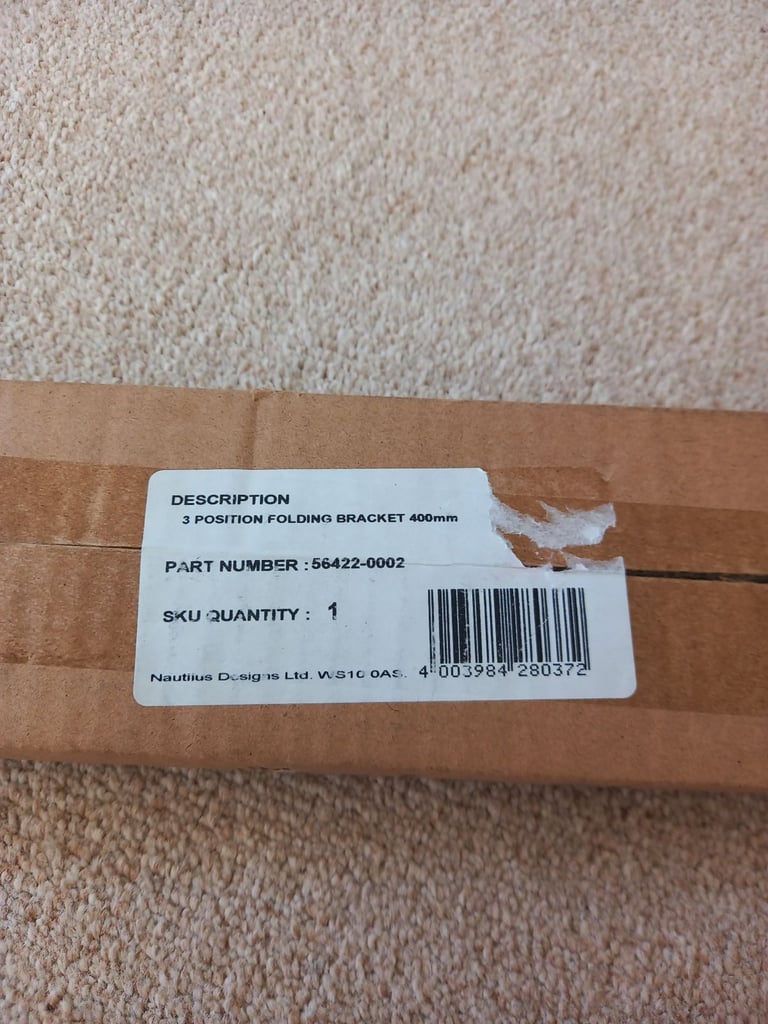 DESCRIPTION
3 POSITION FOLDING BRACKET 400mm
PART NUMBER : 56422-0002
SKU QUANTITY : 1
Nautilus Designs Ltd. WS10 0AS.
4 003984 280372